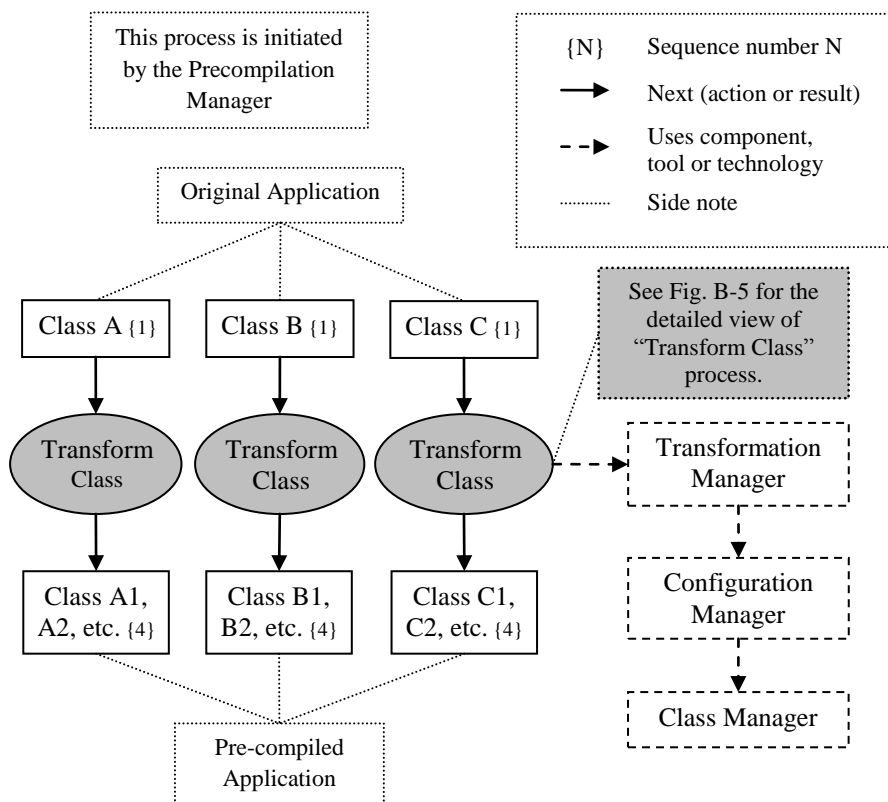 This process is initiated
by the Precompilation
Manager
{N} Sequence number N
Next (action or result)
Uses component,
tool or technology
Side note
Original Application
See Fig. B-5 for the
detailed view of
“Transform Class”
process.
Class A {1}
Class B {1}
Class C {1}
Transform
Class
Transform
Class
Transform
Class
Transformation
Manager
Class A1,
A2, etc. {4}
Class B1,
B2, etc. {4}
Class C1,
C2, etc. {4}
Configuration
Manager
Class Manager
Pre-compiled
Application